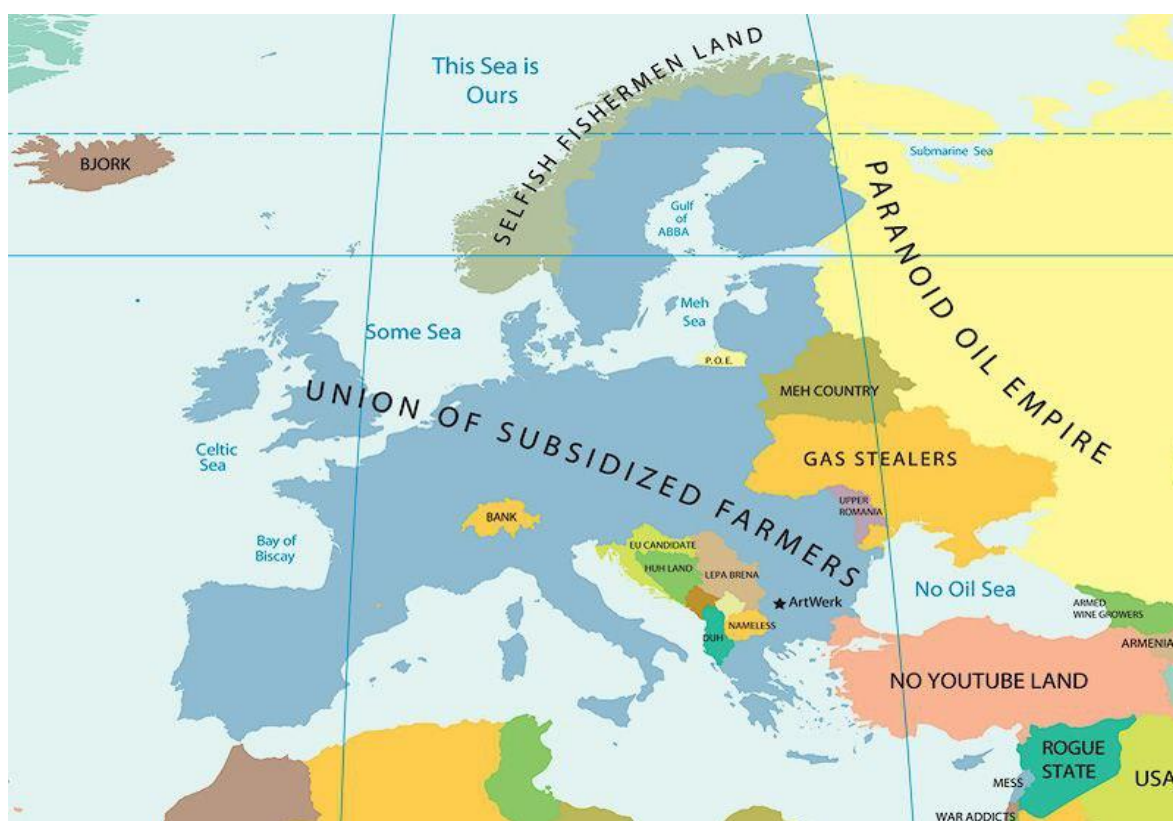 This Sea is
Ours
SELFISH FISHERMEN LAND
BJORK
Submarine Sea
PARANOID OIL EMPIRE
Gulf
of
ABBA
Meh
Sea
Some Sea
P.O.E.
MEH COUNTRY
UNION OF SUBSIDIZED FARMERS
Celtic
Sea
GAS STEALERS
UPPER
ROMANIA
BANK
Bay of
Biscay
EU CANDIDATE
HUH LAND
LEPA BRENA
ArtWerk
No Oil Sea
ARMED
WINE GROWERS
NAMELESS
DUH
ARMENIA
NO YOUTUBE LAND
ROGUE
STATE
MESS
USA
WAR ADDICTS